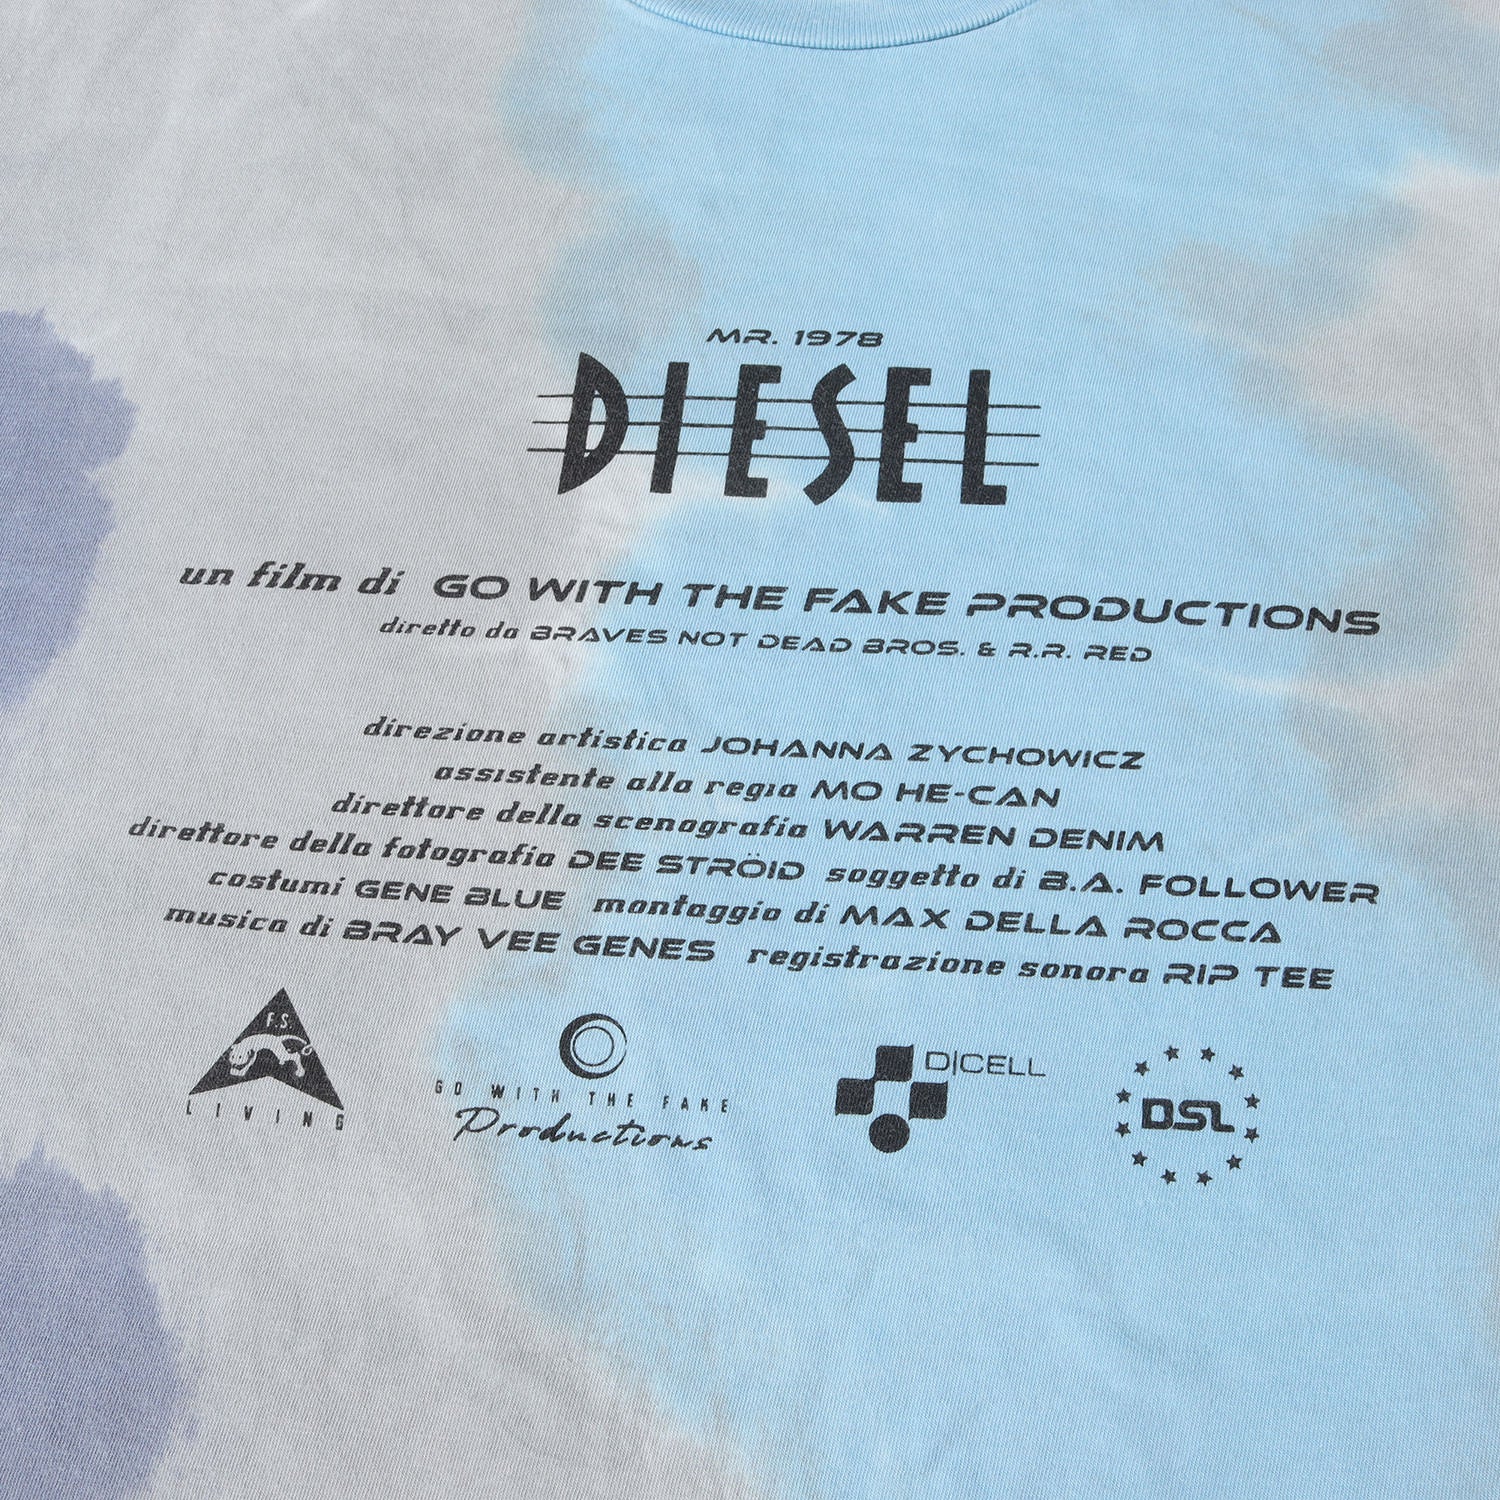 MR. 1978
DIESEL
un film di GO WITH THE FAKE PRODUCTIONS
diretto da BRAVES NOT DEAD BROS. & R.R. RED
direzione artistica JOHANNA ZYCHOWICZ
assistente alla regia MO HE-CAN
direttore della scenografia WARREN DENIM
direttore della fotografia DEE STRÖID soggetto di B.A. FOLLOWER
costumi GENE BLUE montaggio di MAX DELLA ROCCA
musica di BRAY VEE GENES registrazione sonora RIP TEE
F.S.
LIVING
GO WITH THE FAKE
Productions
D|CELL
DSL